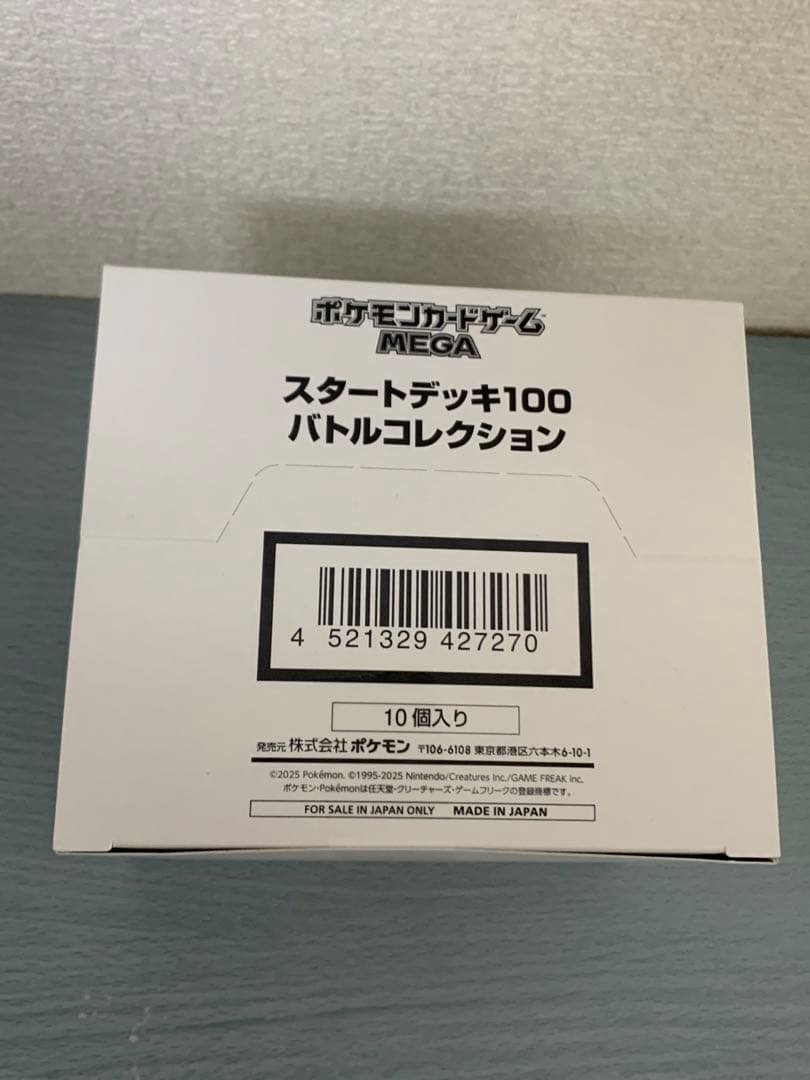 ポケモンカードゲーム™
MEGA
スタートデッキ100
バトルコレクション
4 521329 427270
10個入り
発売元 株式会社 ポケモン 〒106-6108 東京都港区六本木6-10-1
©2025 Pokémon. ©1995-2025 Nintendo/Creatures Inc./GAME FREAK inc.
ポケモン・Pokémonは任天堂・クリーチャーズ・ゲームフリークの登録商標です。
FOR SALE IN JAPAN ONLY MADE IN JAPAN